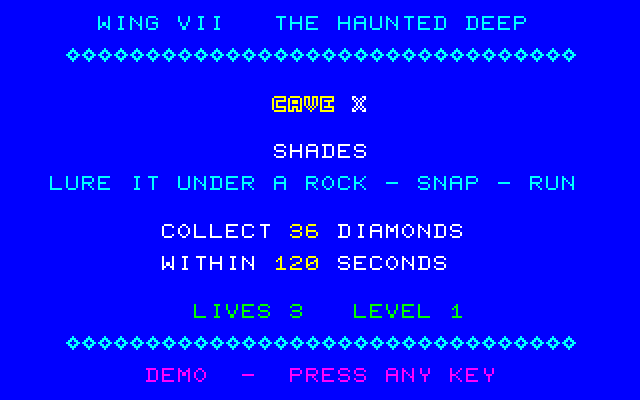 WING VII THE HAUNTED DEEP
CAVE X
SHADES
LURE IT UNDER A ROCK - SNAP - RUN
COLLECT 36 DIAMONDS
WITHIN 120 SECONDS
LIVES 3 LEVEL 1
DEMO - PRESS ANY KEY